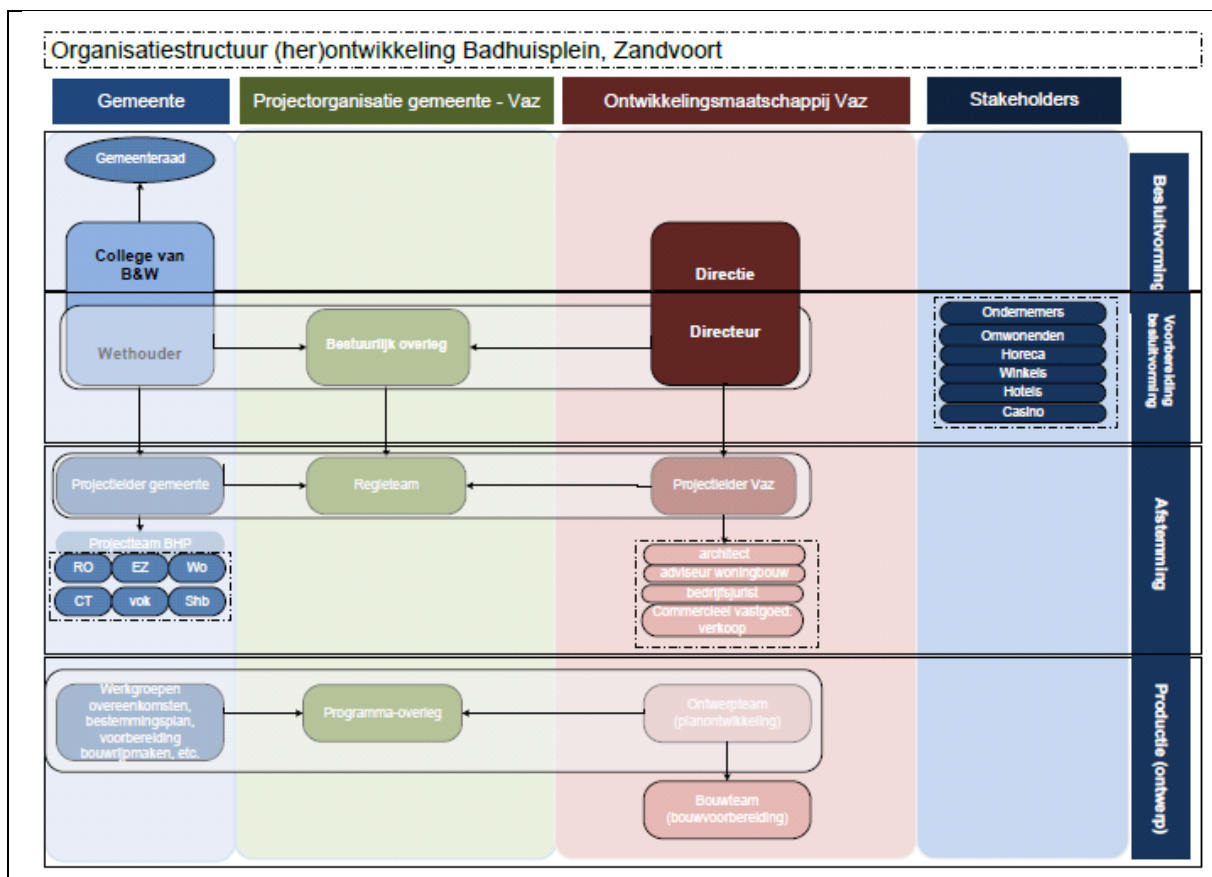 Organisatiestructuur (her)ontwikkeling Badhuisplein, Zandvoort
Gemeente
Projectorganisatie gemeente - Vaz
Ontwikkelingsmaatschappij Vaz
Stakeholders
Gemeenteraad
College van
B&W
Directie
Besluitvorming
Wethouder
Bestuurlijk overleg
Directeur
Ondernemers
Omwonenden
Horeca
Winkels
Hotels
Casino
Voorbereiding
besluitvorming
Projectleider gemeente
Regieteam
Projectleider Vaz
Projectteam BHP
RO
EZ
Wo
CT
vok
Shb
architect
adviseur woningbouw
bedrijfsjurist
Commercieel vastgoed:
verkoop
Afstemming
Werkgroepen
overeenkomsten,
bestemmingsplan,
voorbereiding
bouwrijpmaken, etc.
Programma-overleg
Ontwerpteam
(planontwikkeling)
Bouwteam
(bouwvoorbereiding)
Productie (ontwerp)